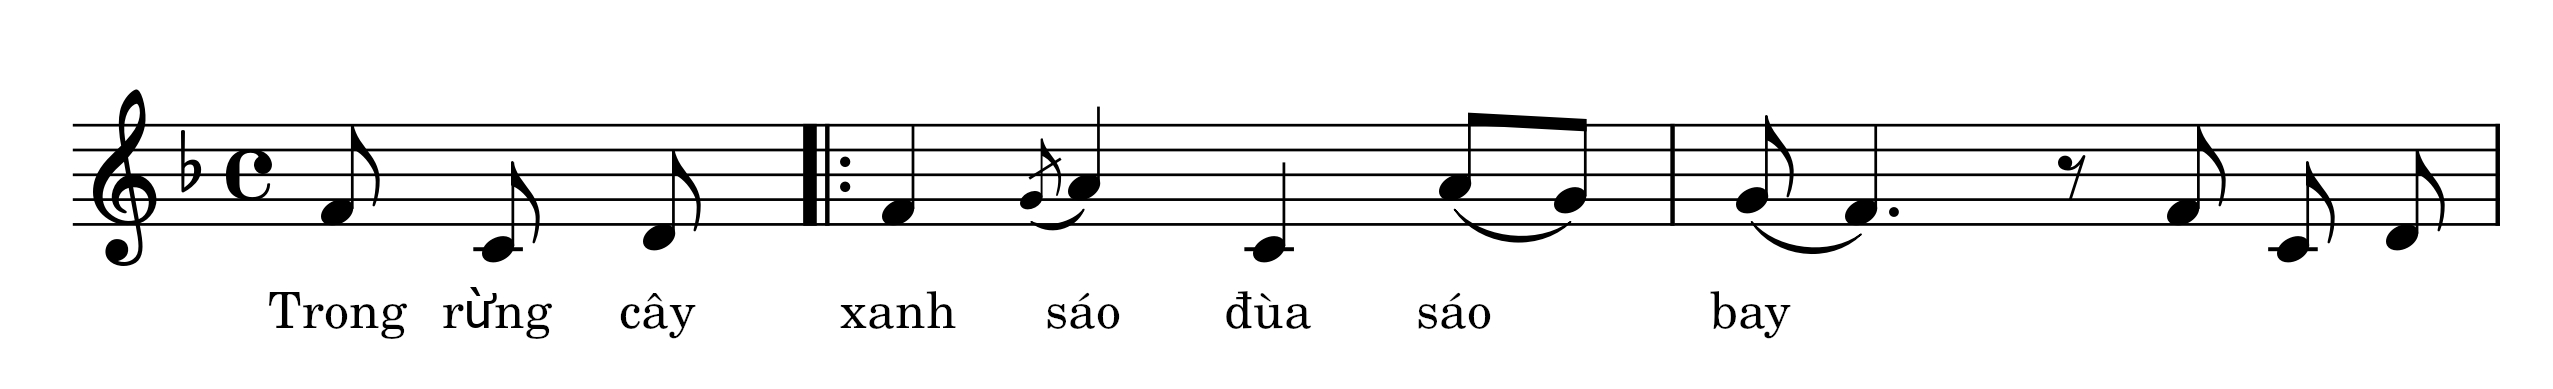 Trong rừng cây xanh sáo đùa sáo bay